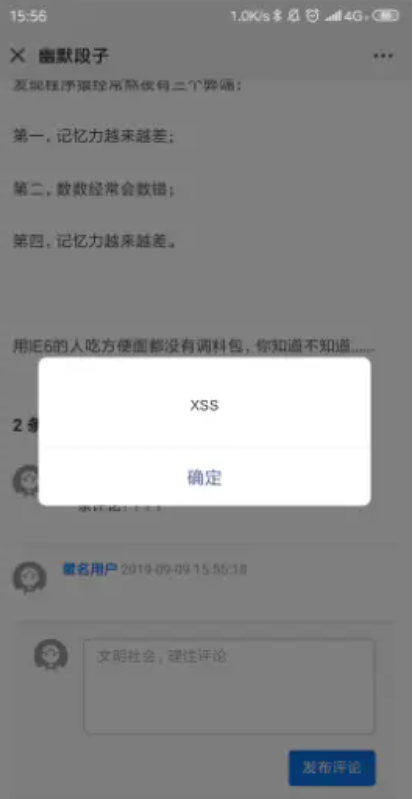 15:56
1.0K/s 4G+
幽默段子
发现程序猿经常熬夜有三个弊端：
第一，记忆力越来越差；
第二，数数经常会数错；
第四，记忆力越来越差。
用IE6的人吃方便面都没有调料包，你知道不知道……
2 条
xss
确定
条评论！！！！
匿名用户 2019-09-09 15:55:18
文明社会，理性评论
发布评论